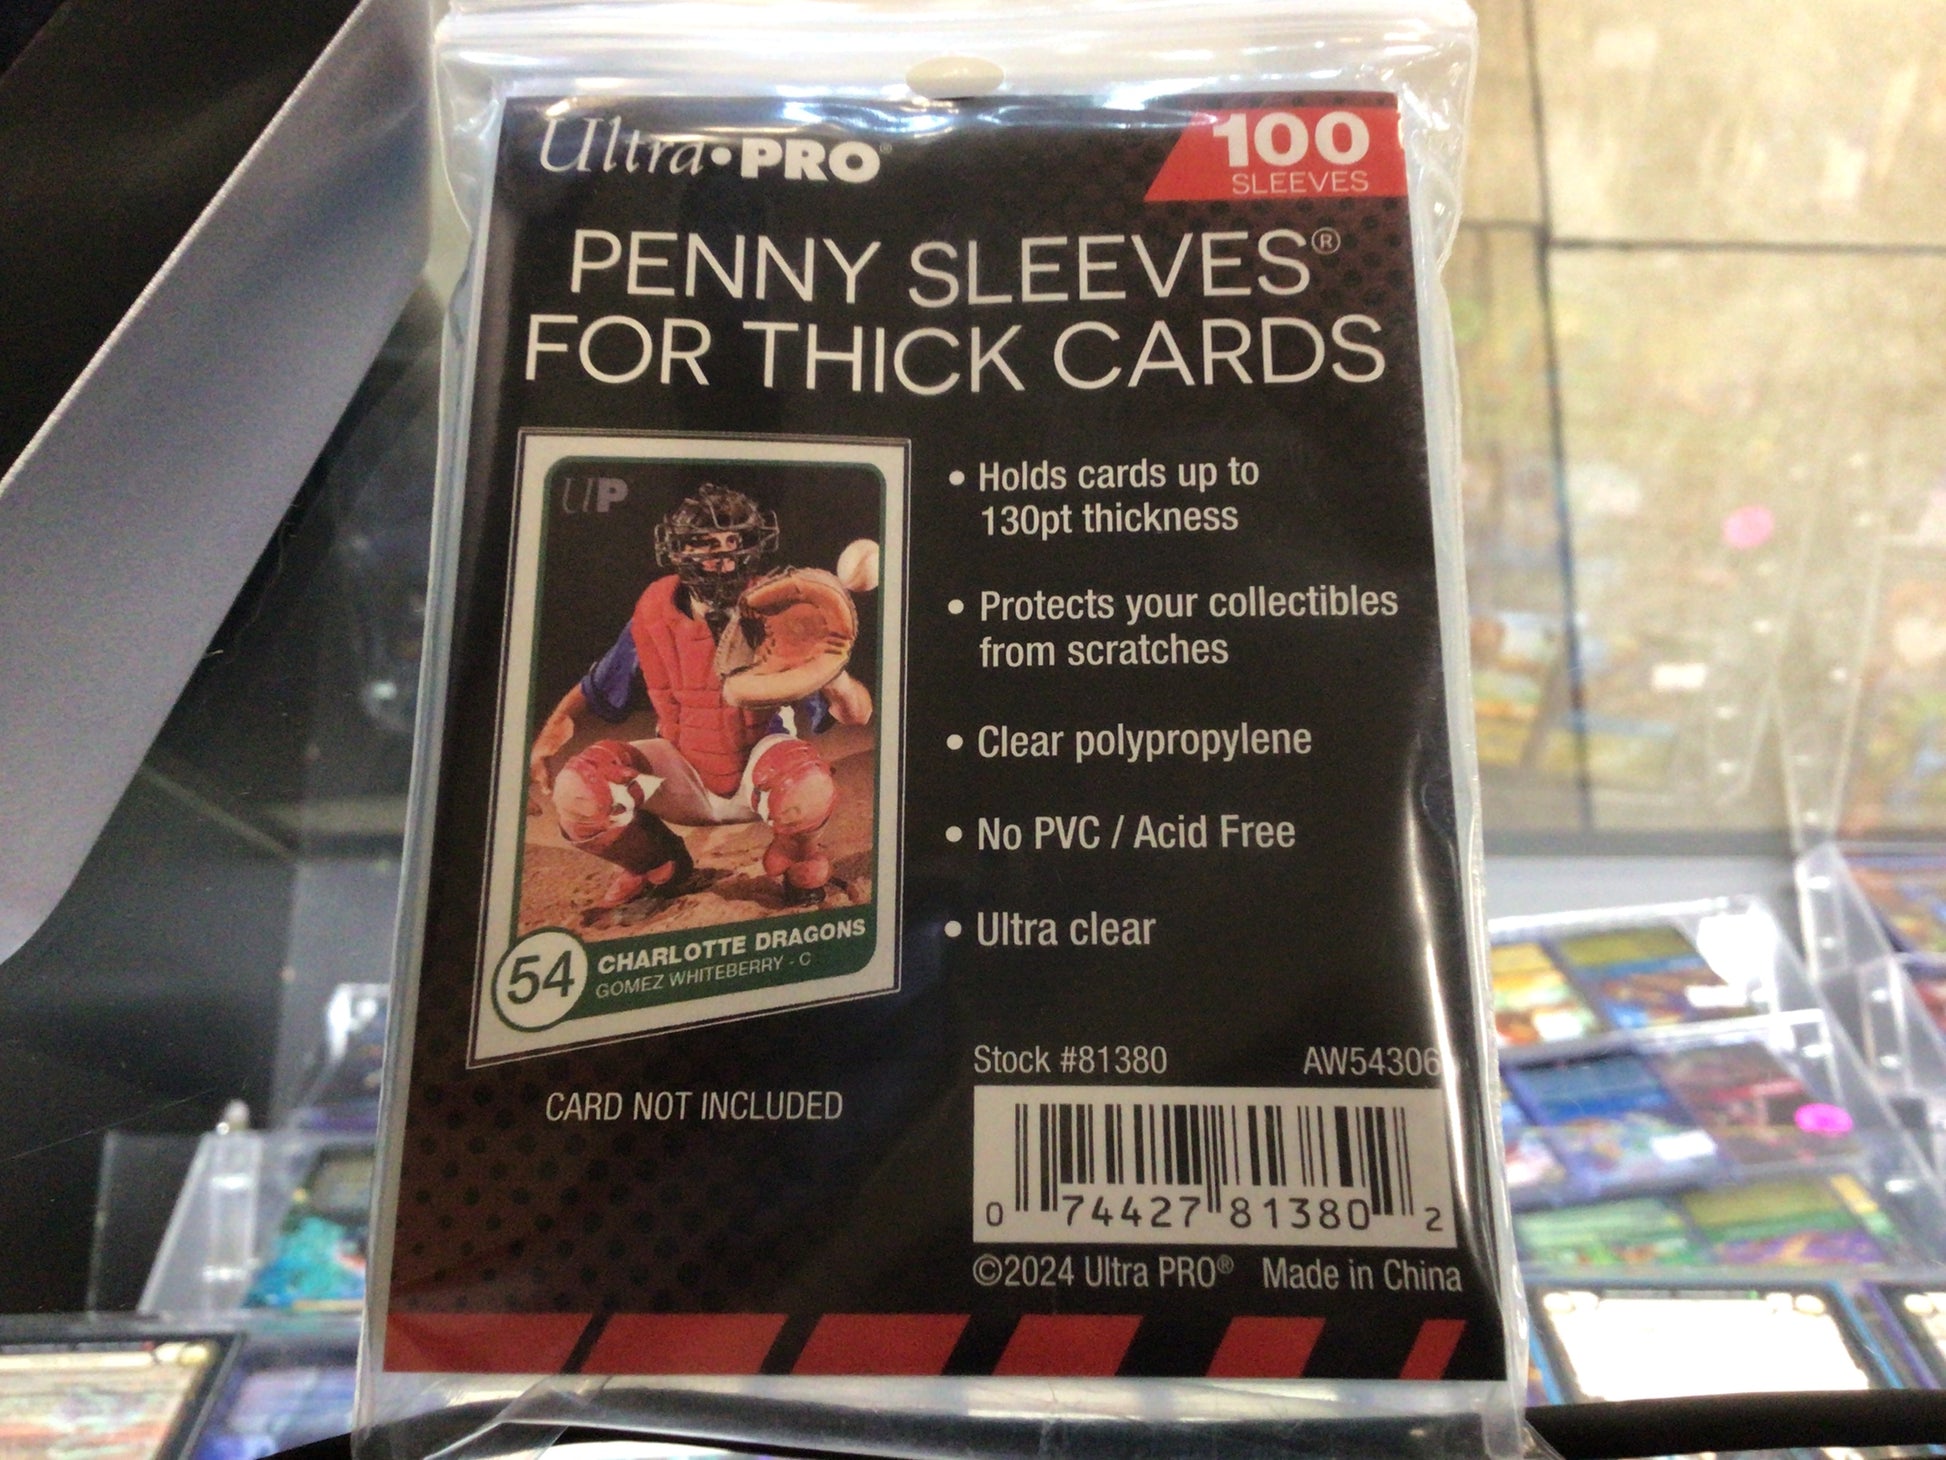 Ultra•PRO®
100
SLEEVES
PENNY SLEEVES®
FOR THICK CARDS
UP
54
CHARLOTTE DRAGONS
GOMEZ WHITEBERRY - C
CARD NOT INCLUDED
• Holds cards up to
130pt thickness
• Protects your collectibles
from scratches
• Clear polypropylene
• No PVC / Acid Free
• Ultra clear
Stock #81380 AW54306
0 74427 81380 2
©2024 Ultra PRO® Made in China